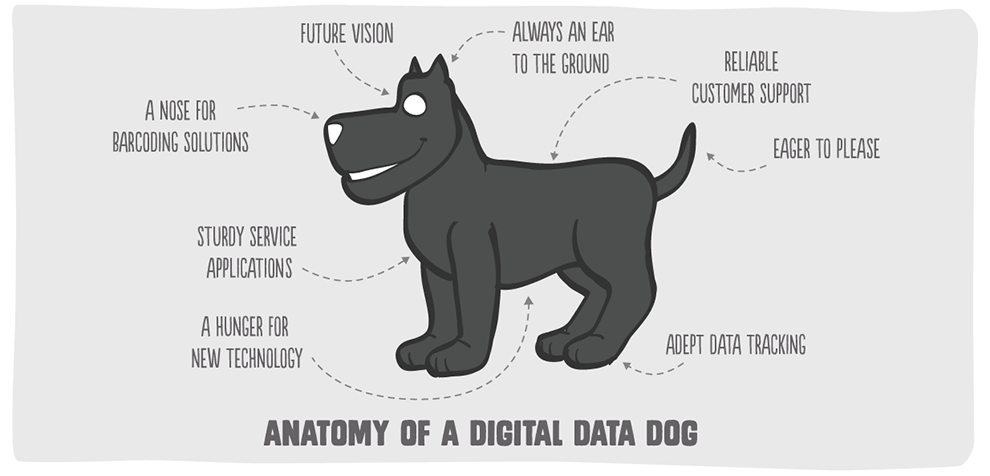 FUTURE VISION
ALWAYS AN EAR
TO THE GROUND
RELIABLE
CUSTOMER SUPPORT
A NOSE FOR
BARCODING SOLUTIONS
EAGER TO PLEASE
STURDY SERVICE
APPLICATIONS
A HUNGER FOR
NEW TECHNOLOGY
ADEPT DATA TRACKING
ANATOMY OF A DIGITAL DATA DOG